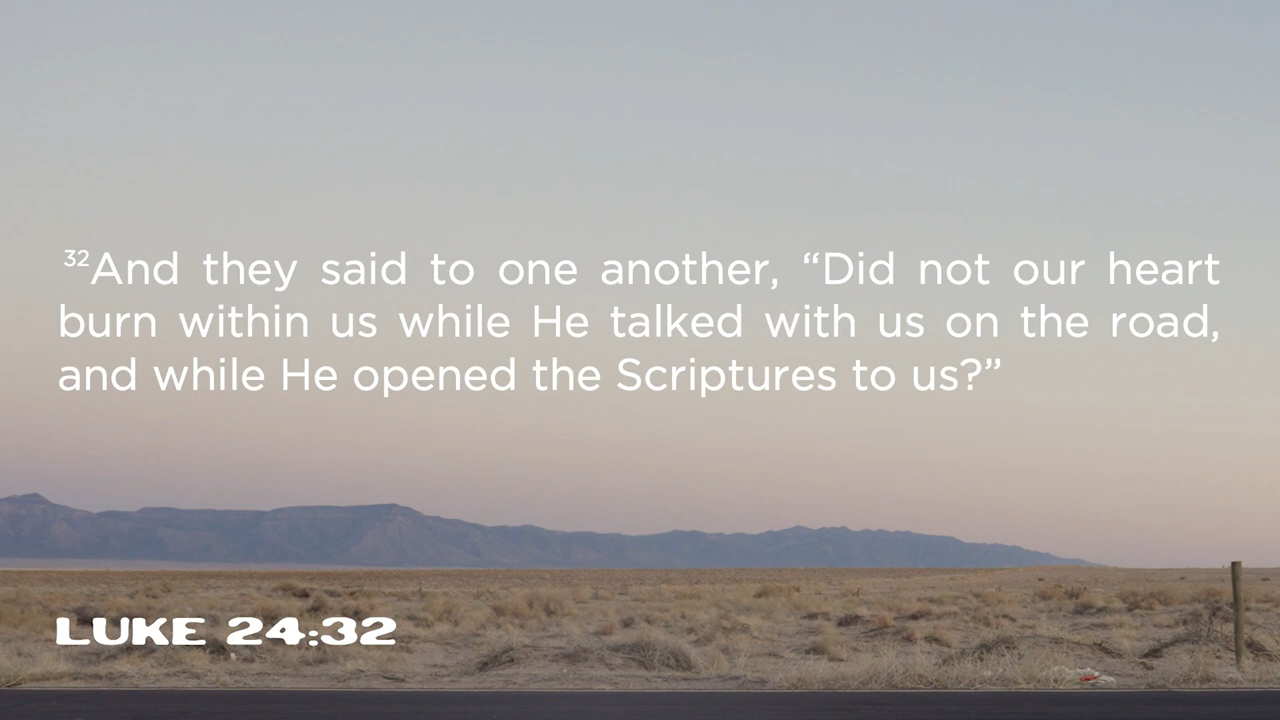 32And they said to one another, “Did not our heart
burn within us while He talked with us on the road,
and while He opened the Scriptures to us?”
LUKE 24:32